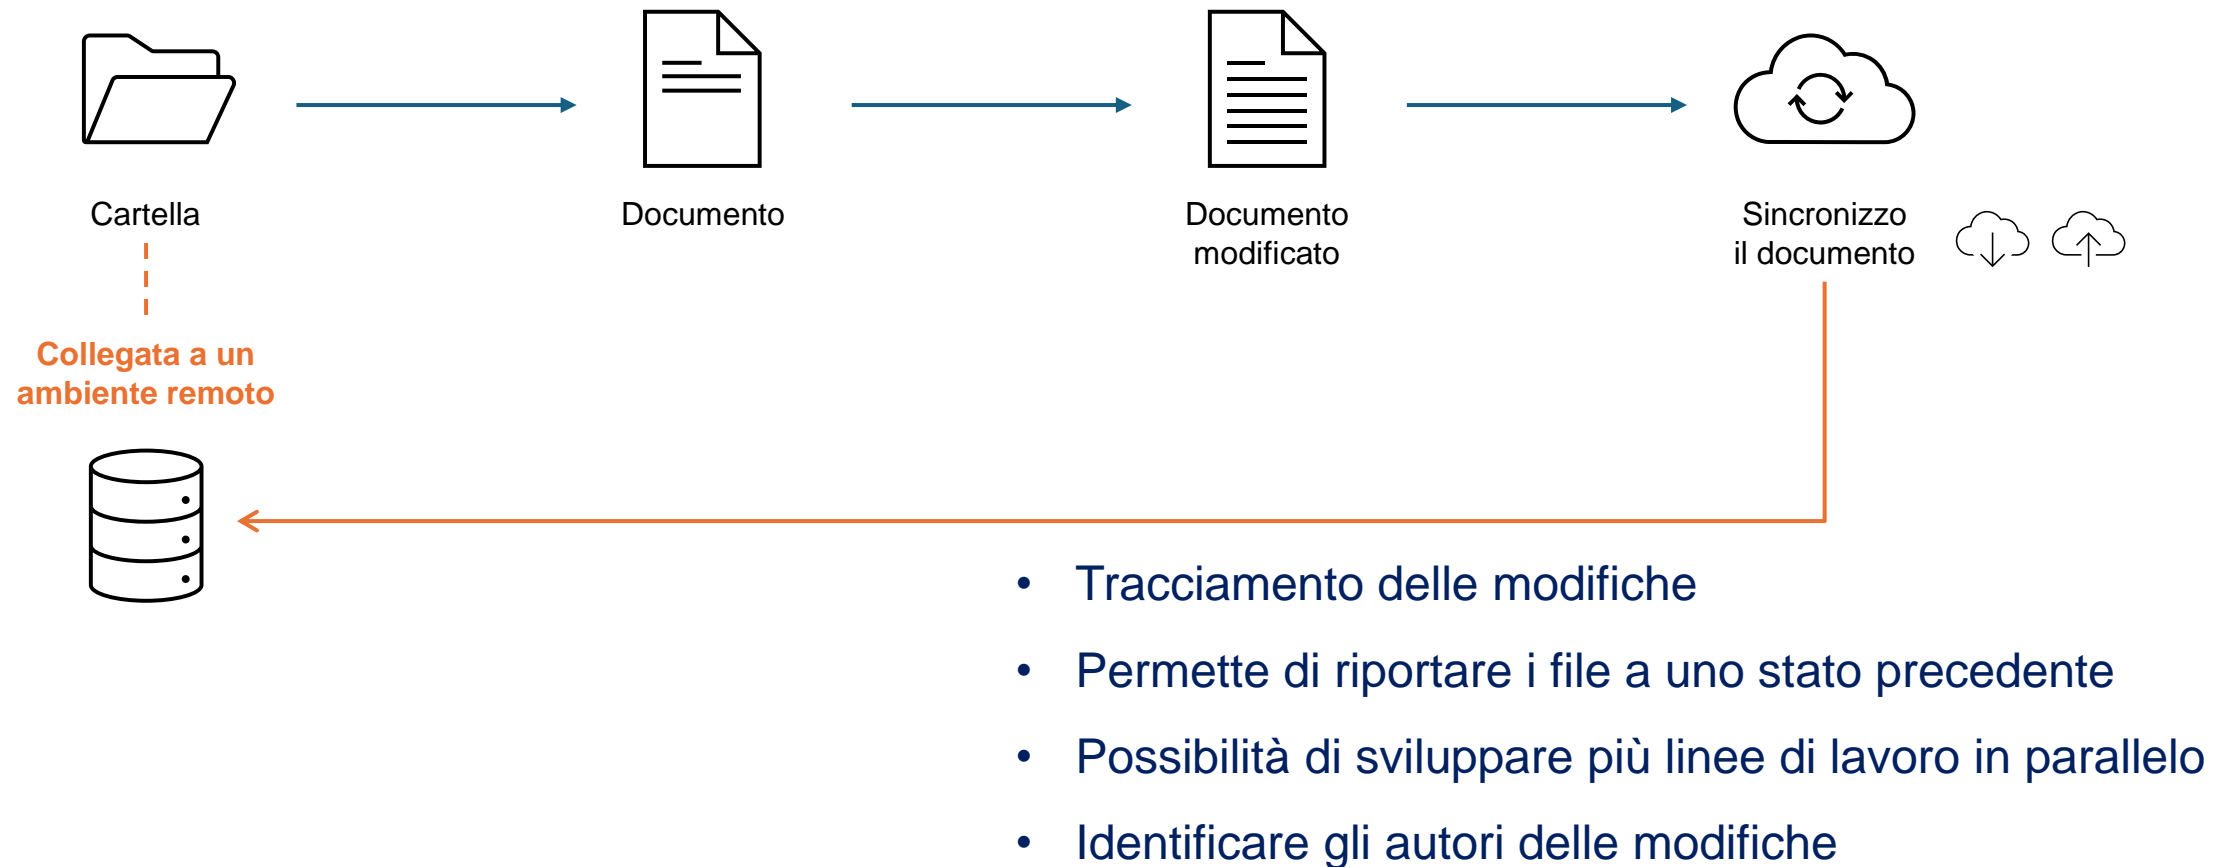 Cartella
Documento
Documento
modificato
Sincronizzo
il documento
Collegata a un
ambiente remoto
• Tracciamento delle modifiche
• Permette di riportare i file a uno stato precedente
• Possibilità di sviluppare più linee di lavoro in parallelo
• Identificare gli autori delle modifiche